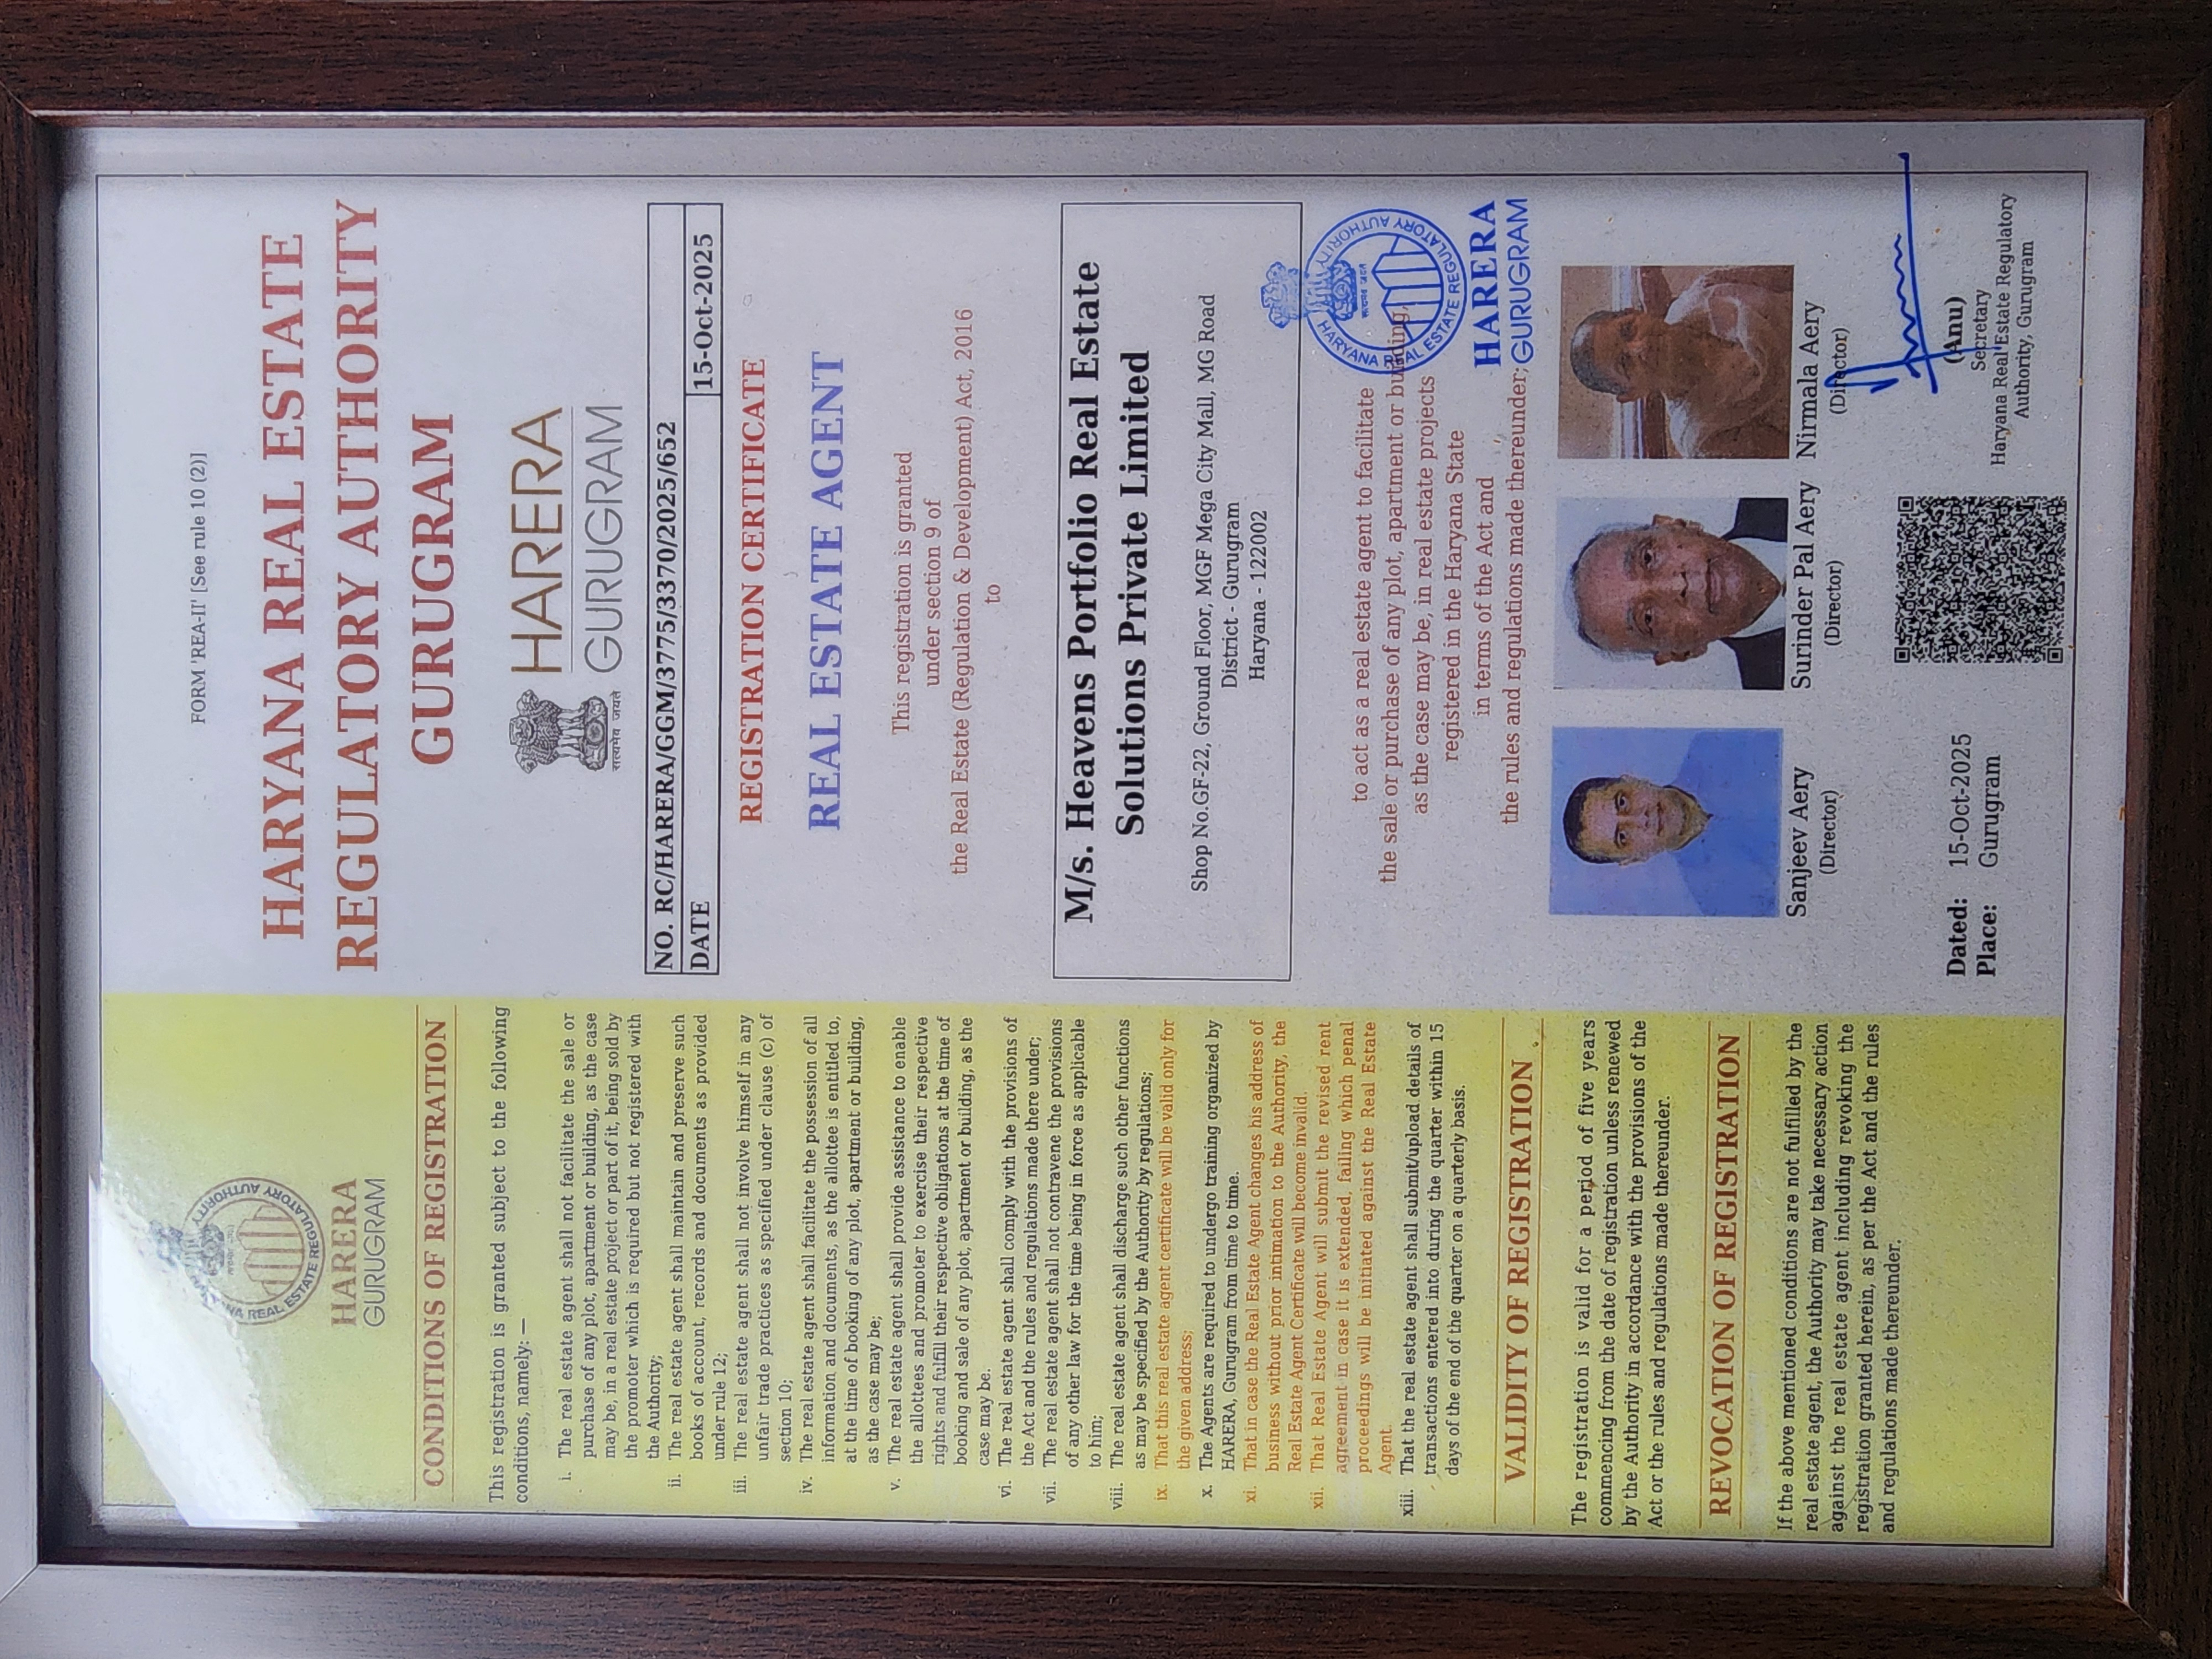 HARYANA REAL ESTATE REGULATORY AUTHORITY
HARERA
GURUGRAM
CONDITIONS OF REGISTRATION
This registration is granted subject to the following
conditions, namely: —
i. The real estate agent shall not facilitate the sale or
purchase of any plot, apartment or building, as the case
may be, in a real estate project or part of it, being sold by
the promoter which is required but not registered with
the Authority;
ii. The real estate agent shall maintain and preserve such
books of account, records and documents as provided
under rule 12;
iii. The real estate agent shall not involve himself in any
unfair trade practices as specified under clause (c) of
section 10;
iv. The real estate agent shall facilitate the possession of all
information and documents, as the allottee is entitled to,
at the time of booking of any plot, apartment or building,
as the case may be;
v. The real estate agent shall provide assistance to enable
the allottees and promoter to exercise their respective
rights and fulfill their respective obligations at the time of
booking and sale of any plot, apartment or building, as the
case may be.
vi. The real estate agent shall comply with the provisions of
the Act and the rules and regulations made there under;
vii. The real estate agent shall not contravene the provisions
of any other law for the time being in force as applicable
to him;
viii. The real estate agent shall discharge such other functions
as may be specified by the Authority by regulations;
ix. That this real estate agent certificate will be valid only for
the given address;
x. The Agents are required to undergo training organized by
HARERA, Gurugram from time to time.
xi. That in case the Real Estate Agent changes his address of
business without prior intimation to the Authority, the
Real Estate Agent Certificate will become invalid.
xii. That Real Estate Agent will submit the revised rent
agreement in case it is extended, failing which penal
proceedings will be initiated against the Real Estate
Agent.
xiii. That the real estate agent shall submit/upload details of
transactions entered into during the quarter within 15
days of the end of the quarter on a quarterly basis.
VALIDITY OF REGISTRATION
The registration is valid for a period of five years
commencing from the date of registration unless renewed
by the Authority in accordance with the provisions of the
Act or the rules and regulations made thereunder.
REVOCATION OF REGISTRATION
If the above mentioned conditions are not fulfilled by the
real estate agent, the Authority may take necessary action
against the real estate agent including revoking the
registration granted herein, as per the Act and the rules
and regulations made thereunder.
FORM 'REA-II' [See rule 10 (2)]
HARYANA REAL ESTATE
REGULATORY AUTHORITY
GURUGRAM
सत्यमेव जयते
HARERA
GURUGRAM
NO. RC/HARERA/GGM/3775/3370/2025/652
DATE 15-Oct-2025
REGISTRATION CERTIFICATE
REAL ESTATE AGENT
This registration is granted
under section 9 of
the Real Estate (Regulation & Development) Act, 2016
to
M/s. Heavens Portfolio Real Estate
Solutions Private Limited
Shop No.GF-22, Ground Floor, MGF Mega City Mall, MG Road
District - Gurugram
Haryana - 122002
to act as a real estate agent to facilitate
the sale or purchase of any plot, apartment or building,
as the case may be, in real estate projects
registered in the Haryana State
in terms of the Act and
the rules and regulations made thereunder;
HARYANA REAL ESTATE REGULATORY AUTHORITY
HARERA
GURUGRAM
Sanjeev Aery
(Director)
Surinder Pal Aery
(Director)
Nirmala Aery
(Director)
Dated: 15-Oct-2025
Place: Gurugram
(Anu)
Secretary
Haryana Real Estate Regulatory
Authority, Gurugram